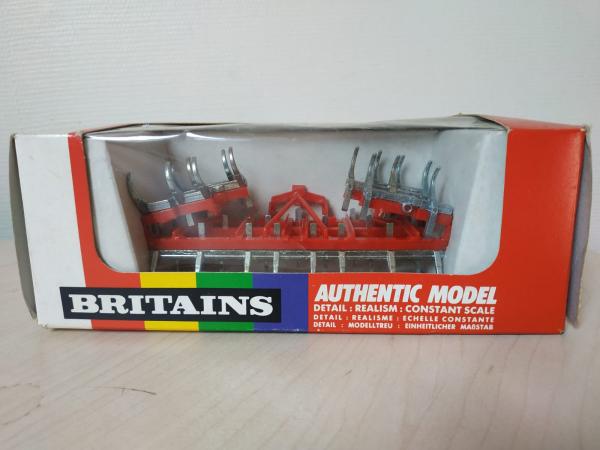 BRITAINS
AUTHENTIC MODEL
DETAIL : REALISM : CONSTANT SCALE
DETAIL : REALISME : ECHELLE CONSTANTE
DETAIL : MODELLTREU : EINHEITLICHER MAßSTAB